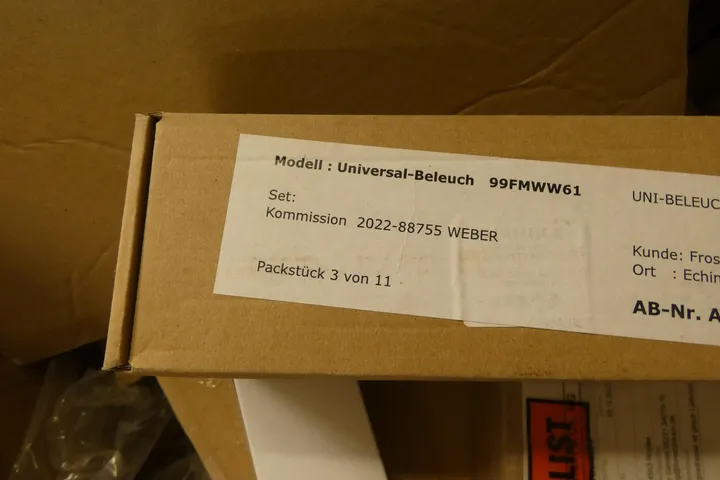 Modell : Universal-Beleuch 99FMWW61
Set:
Kommission 2022-88755 WEBER
Packstück 3 von 11
UNI-BELEUC
Kunde: Fros
Ort : Echin
AB-Nr. A
LIST